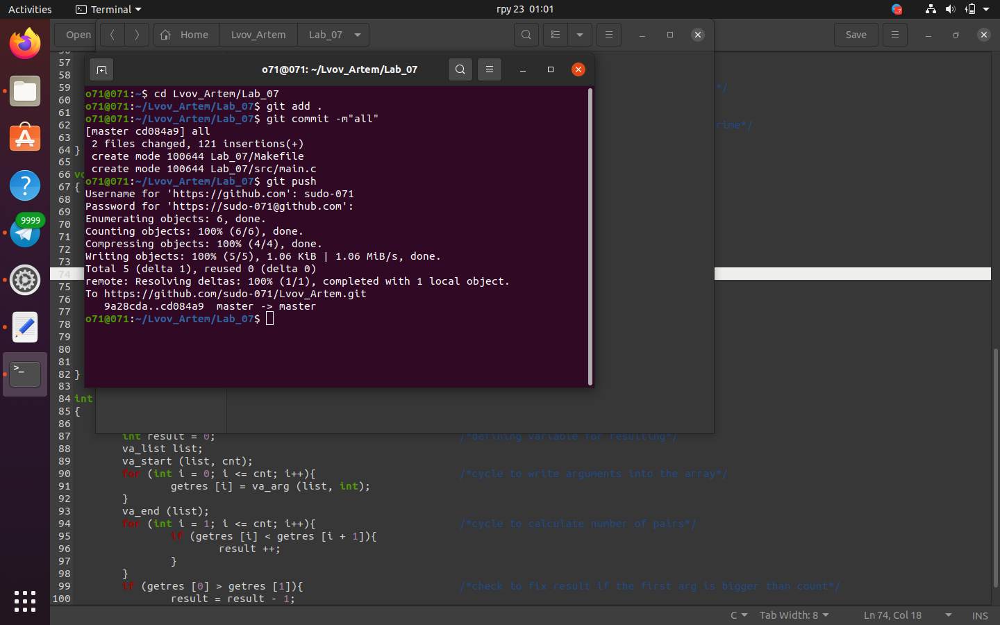 Activities
Terminal
гру 23 01:01
Open
Home
Lvov_Artem
Lab_07
Save
o71@071: ~/Lvov_Artem/Lab_07
o71@071:~$ cd Lvov_Artem/Lab_07
o71@071:~/Lvov_Artem/Lab_07$ git add .
o71@071:~/Lvov_Artem/Lab_07$ git commit -m"all"
[master cd084a9] all
2 files changed, 121 insertions(+)
create mode 100644 Lab_07/Makefile
create mode 100644 Lab_07/src/main.c
o71@071:~/Lvov_Artem/Lab_07$ git push
Username for 'https://github.com': sudo-071
Password for 'https://sudo-071@github.com':
Enumerating objects: 6, done.
Counting objects: 100% (6/6), done.
Compressing objects: 100% (4/4), done.
Writing objects: 100% (5/5), 1.06 KiB | 1.06 MiB/s, done.
Total 5 (delta 1), reused 0 (delta 0)
remote: Resolving deltas: 100% (1/1), completed with 1 local object.
To https://github.com/sudo-071/Lvov_Artem.git
9a28cda..cd084a9 master -> master
o71@071:~/Lvov_Artem/Lab_07$
9999
57
58
59 */
60
61
62 rime*/
63
64 }
65
66 vo
67 {
68
69
70
71
72
73
74
75
76
77
78
79
80
81
82 }
83
84 int
85 {
86
87 int result = 0; /*defining variable for resulting*/
88 va_list list;
89 va_start (list, cnt);
90 for (int i = 0; i <= cnt; i++){ /*cycle to write arguments into the array*/
91 getres [i] = va_arg (list, int);
92 }
93 va_end (list);
94 for (int i = 1; i <= cnt; i++){ /*cycle to calculate number of pairs*/
95 if (getres [i] < getres [i + 1]){
96 result ++;
97 }
98 }
99 if (getres [0] > getres [1]){ /*check to fix result if the first arg is bigger than count*/
100 result = result - 1;
C
Tab Width: 8
Ln 74, Col 18
INS